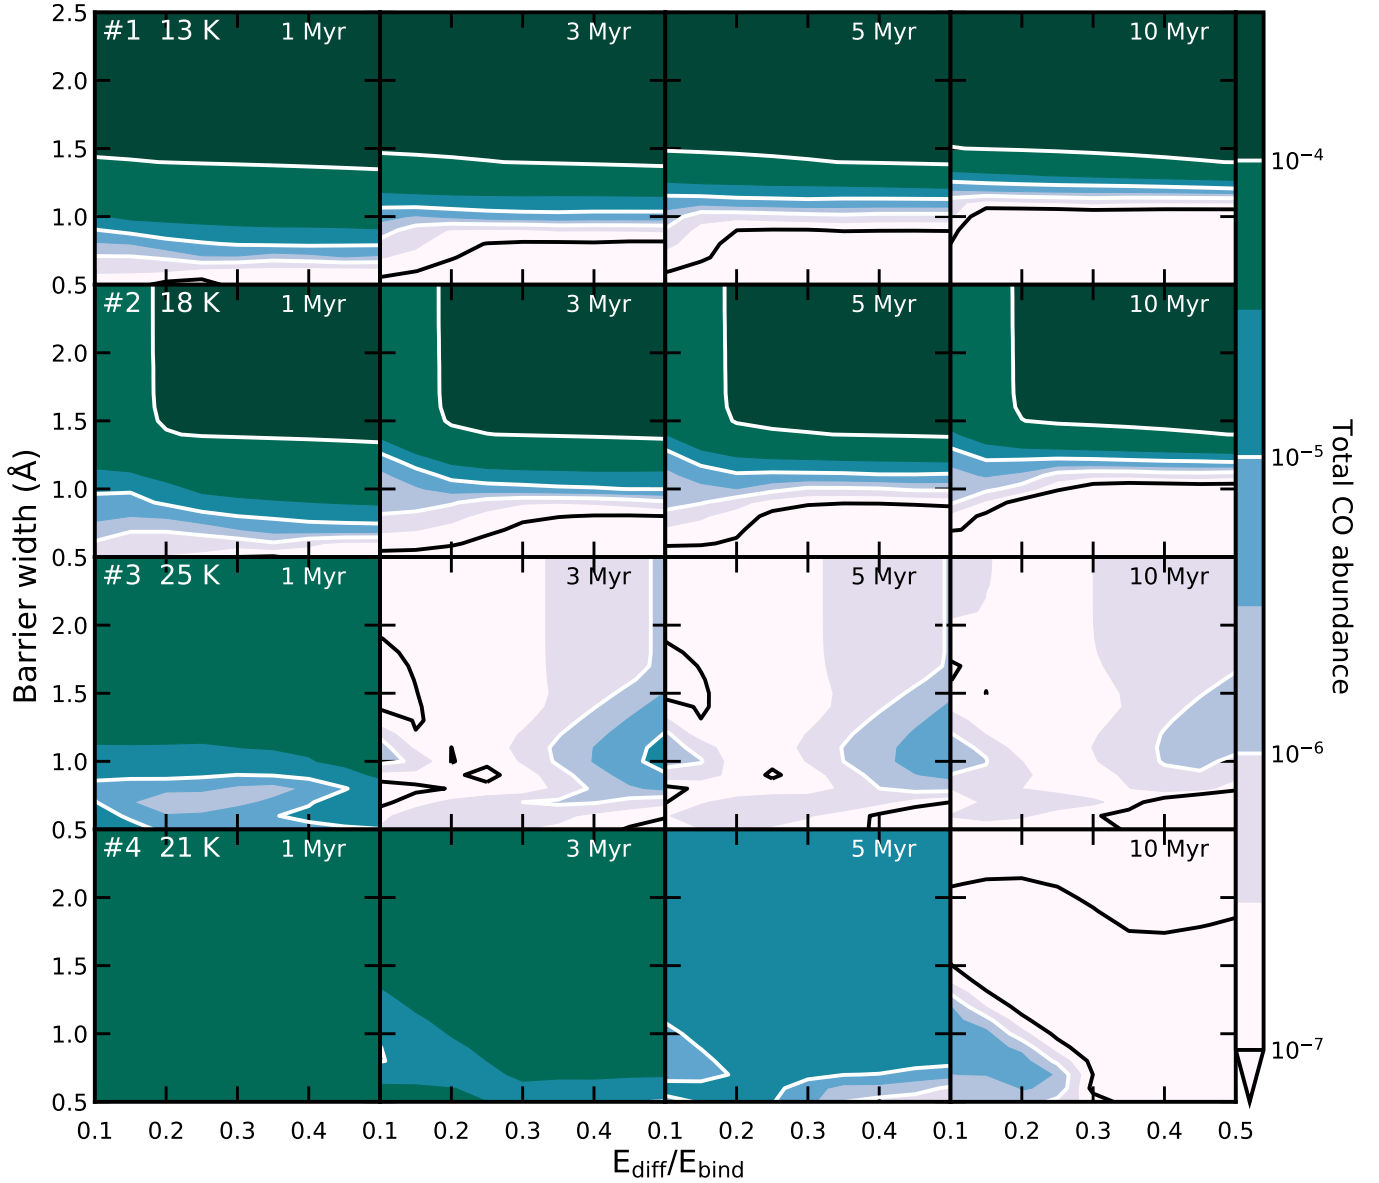 2.5 #1 13 K 1 Myr 3 Myr 5 Myr 10 Myr
2.0
1.5 10⁻⁴
1.0
0.5
#2 18 K 1 Myr 3 Myr 5 Myr 10 Myr
2.0
1.5
10⁻⁵
1.0
0.5
#3 25 K 1 Myr 3 Myr 5 Myr 10 Myr
2.0
1.5
1.0 10⁻⁶
0.5
#4 21 K 1 Myr 3 Myr 5 Myr 10 Myr
2.0
1.5
1.0
10⁻⁷
0.5
Barrier width (Å)
Total CO abundance
0.1 0.2 0.3 0.4 0.1 0.2 0.3 0.4 0.1 0.2 0.3 0.4 0.1 0.2 0.3 0.4 0.5
E_diff/E_bind